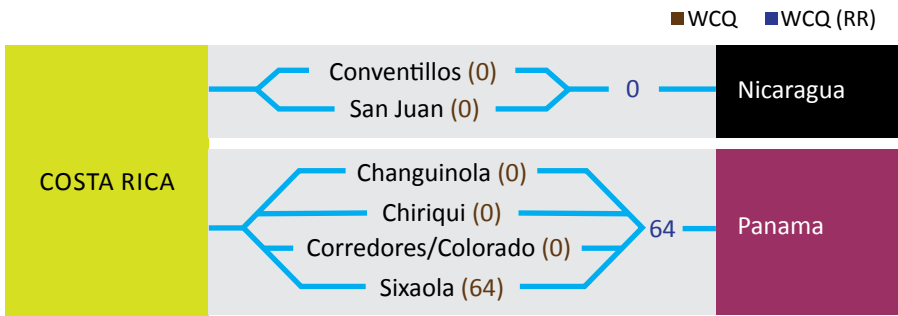 WCQ WCQ (RR)
Conventillos (0)
San Juan (0)
0
Nicaragua
COSTA RICA
Changuinola (0)
Chiriqui (0)
Corredores/Colorado (0)
Sixaola (64)
64
Panama